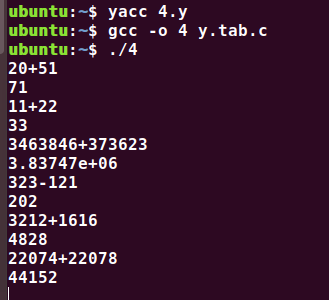 ubuntu:~$ yacc 4.y
ubuntu:~$ gcc -o 4 y.tab.c
ubuntu:~$ ./4
20+51
71
11+22
33
3463846+373623
3.83747e+06
323-121
202
3212+1616
4828
22074+22078
44152